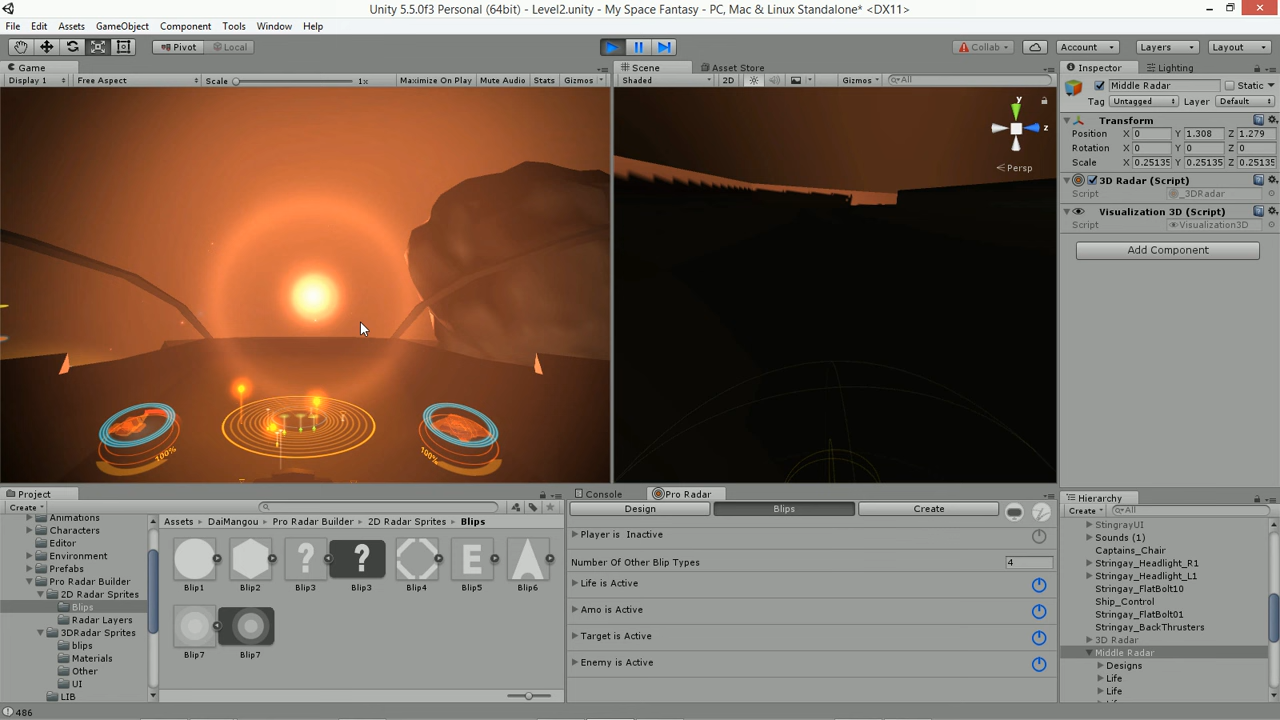 Unity 5.5.0f3 Personal (64bit) - Level2.unity - My Space Fantasy - PC, Mac & Linux Standalone* <DX11>
File Edit Assets GameObject Component Tools Window Help
Pivot Local Collab Account Layers Layout
Game
Display 1 Free Aspect Scale 1x Maximize On Play Mute Audio Stats Gizmos
100%
100%
Scene Asset Store
Shaded 2D Gizmos All
y
z
Persp
Inspector Lighting
Middle Radar Static
Tag Untagged Layer Default
Transform
Position X 0 Y 1.308 Z 1.279
Rotation X 0 Y 0 Z 0
Scale X 0.25135 Y 0.25135 Z 0.25135
3D Radar (Script)
Script _3DRadar
Visualization 3D (Script)
Script Visualization3D
Add Component
Project
Create
Animations
Characters
Editor
Environment
Prefabs
Pro Radar Builder
2D Radar Sprites
Blips
Radar Layers
3DRadar Sprites
blips
Materials
Other
UI
LIB
Assets DaiMangou Pro Radar Builder 2D Radar Sprites Blips
? ? E
Blip1 Blip2 Blip3 Blip3 Blip4 Blip5 Blip6
Blip7 Blip7
Console Pro Radar
Design Blips Create
Player is Inactive
Number Of Other Blip Types 4
Life is Active
Amo is Active
Target is Active
Enemy is Active
Hierarchy
Create All
StingrayUI
Sounds (1)
Captains_Chair
Stringay_Headlight_R1
Stringay_Headlight_L1
Stringay_FlatBolt10
Ship_Control
Stringay_FlatBolt01
Stringay_BackThrusters
3D Radar
Middle Radar
Designs
Life
Life
486